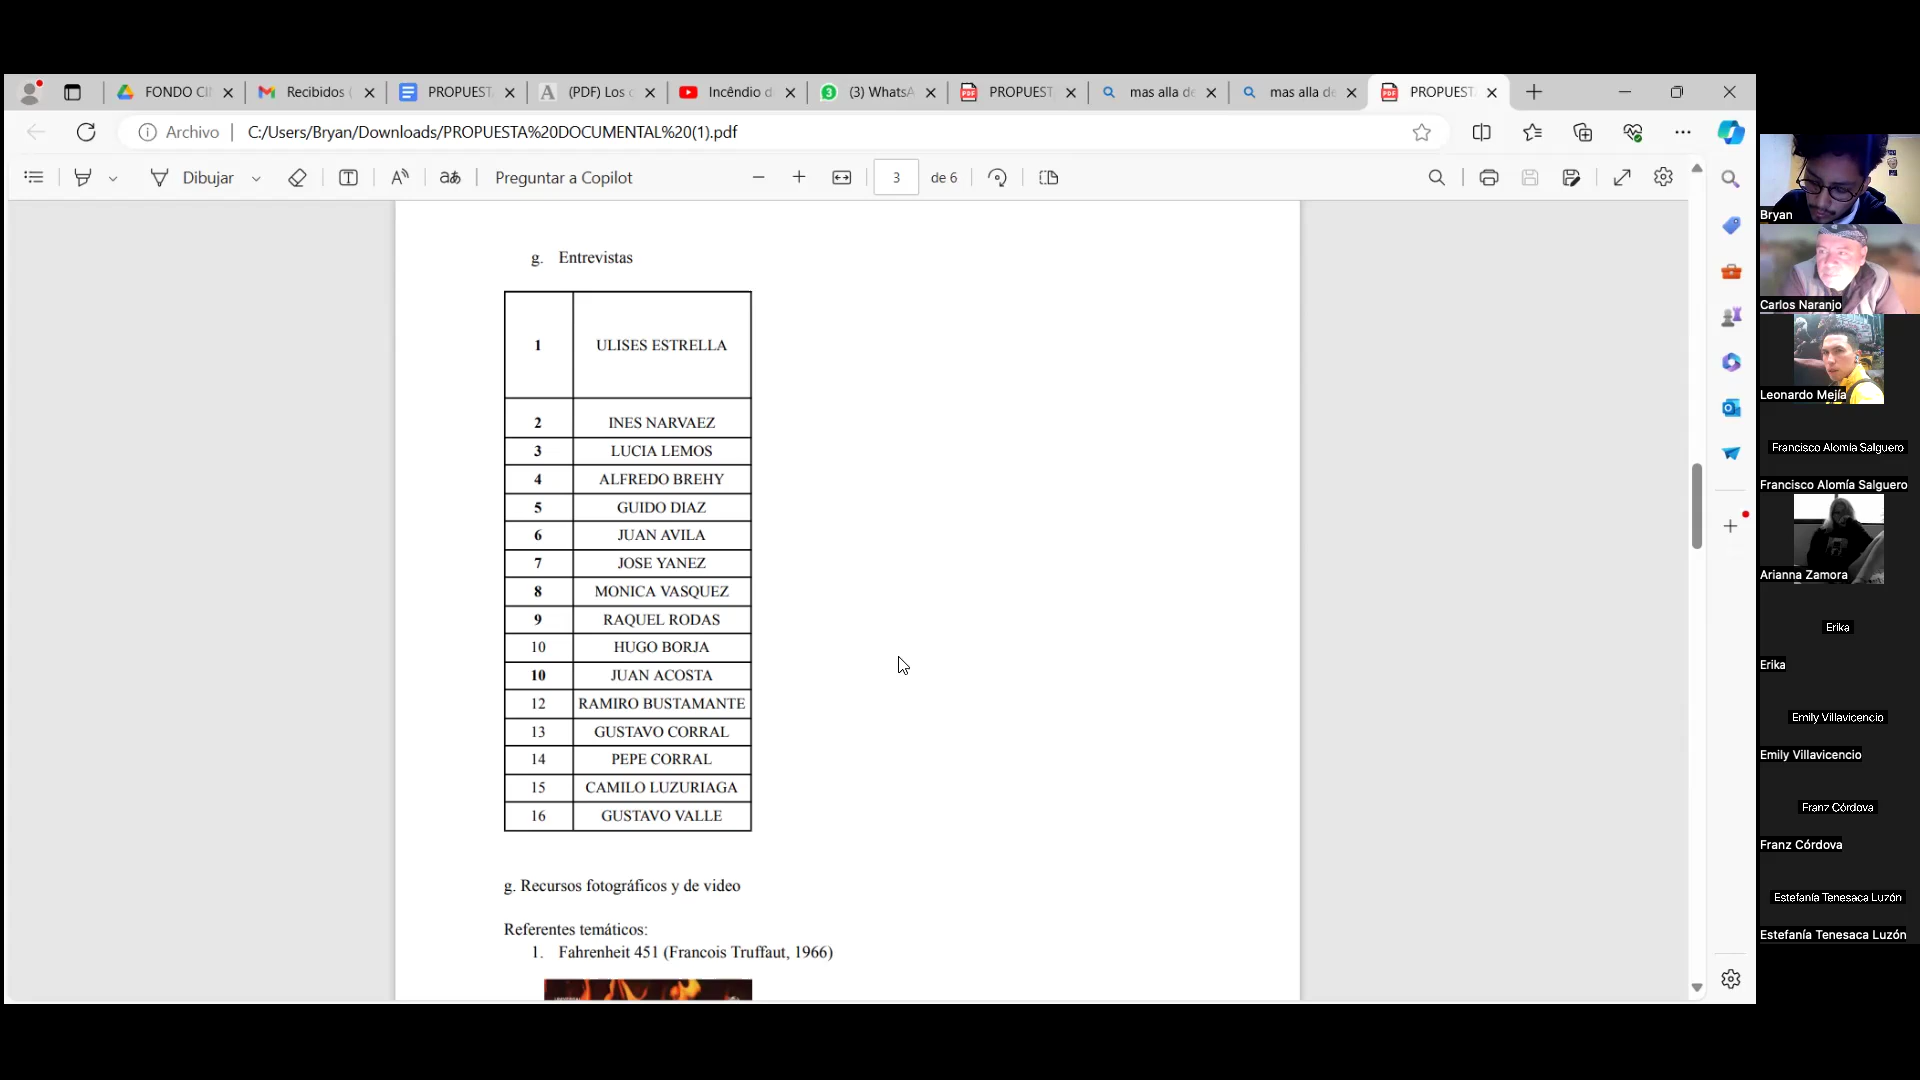 FONDO CI
Recibidos (
PROPUEST
(PDF) Los
Incêndio d
(3) WhatsA
PROPUEST
mas alla de
mas alla de
PROPUEST
Archivo
C:/Users/Bryan/Downloads/PROPUESTA%20DOCUMENTAL%20(1).pdf
Dibujar
Preguntar a Copilot
3 de 6
g. Entrevistas
1 ULISES ESTRELLA
2 INES NARVAEZ
3 LUCIA LEMOS
4 ALFREDO BREHY
5 GUIDO DIAZ
6 JUAN AVILA
7 JOSE YANEZ
8 MONICA VASQUEZ
9 RAQUEL RODAS
10 HUGO BORJA
10 JUAN ACOSTA
12 RAMIRO BUSTAMANTE
13 GUSTAVO CORRAL
14 PEPE CORRAL
15 CAMILO LUZURIAGA
16 GUSTAVO VALLE
g. Recursos fotográficos y de video
Referentes temáticos:
1. Fahrenheit 451 (Francois Truffaut, 1966)
Bryan
Carlos Naranjo
Leonardo Mejía
Francisco Alomía Salguero
Francisco Alomía Salguero
Arianna Zamora
Erika
Erika
Emily Villavicencio
Emily Villavicencio
Franz Córdova
Franz Córdova
Estefanía Tenesaca Luzón
Estefanía Tenesaca Luzón